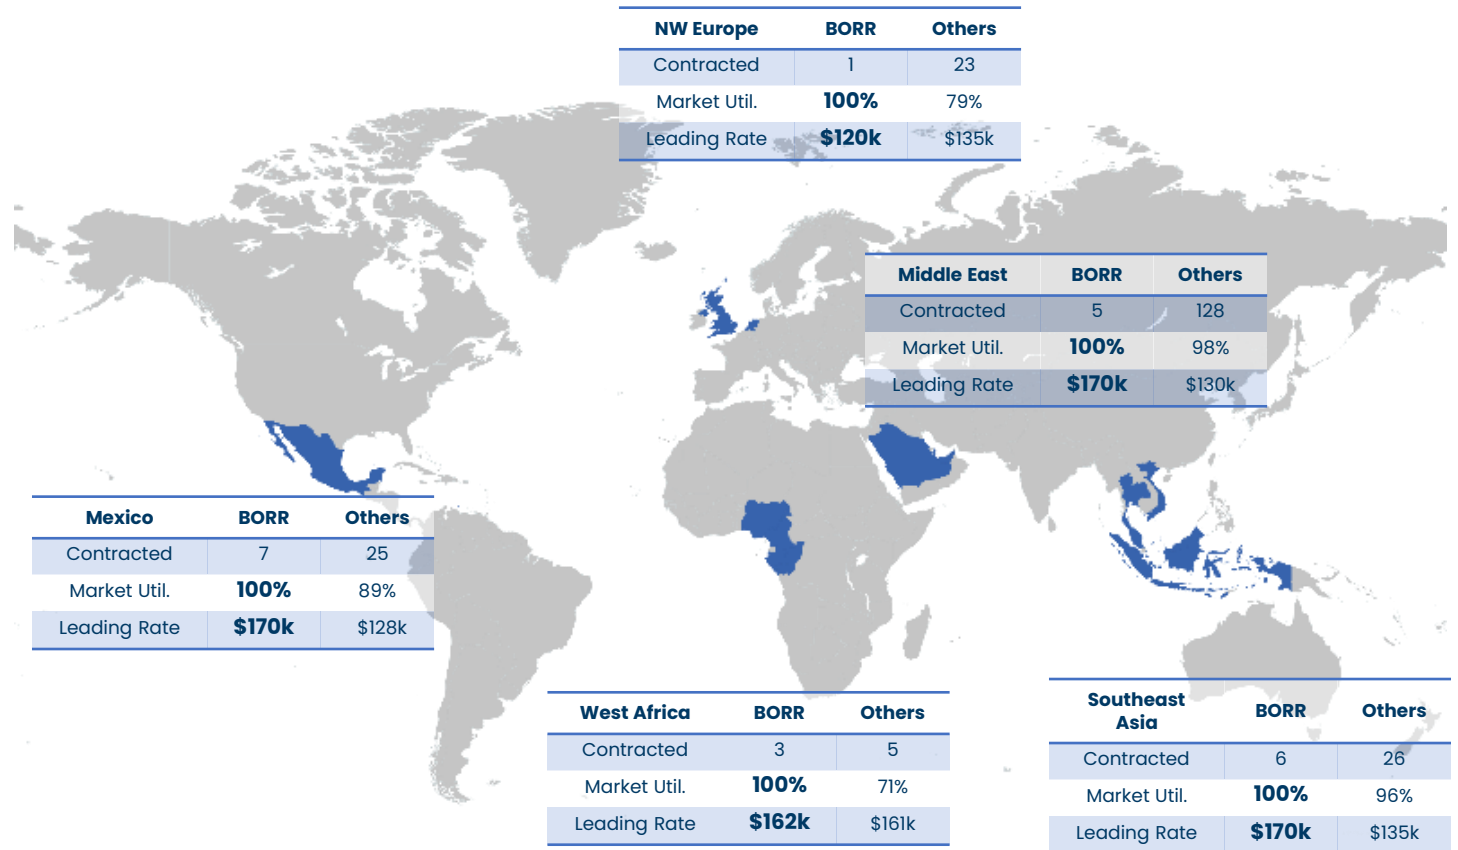 NW Europe BORR Others
Contracted 1 23
Market Util. 100% 79%
Leading Rate $120k $135k
Middle East BORR Others
Contracted 5 128
Market Util. 100% 98%
Leading Rate $170k $130k
Mexico BORR Others
Contracted 7 25
Market Util. 100% 89%
Leading Rate $170k $128k
West Africa BORR Others
Contracted 3 5
Market Util. 100% 71%
Leading Rate $162k $161k
Southeast
Asia BORR Others
Contracted 6 26
Market Util. 100% 96%
Leading Rate $170k $135k